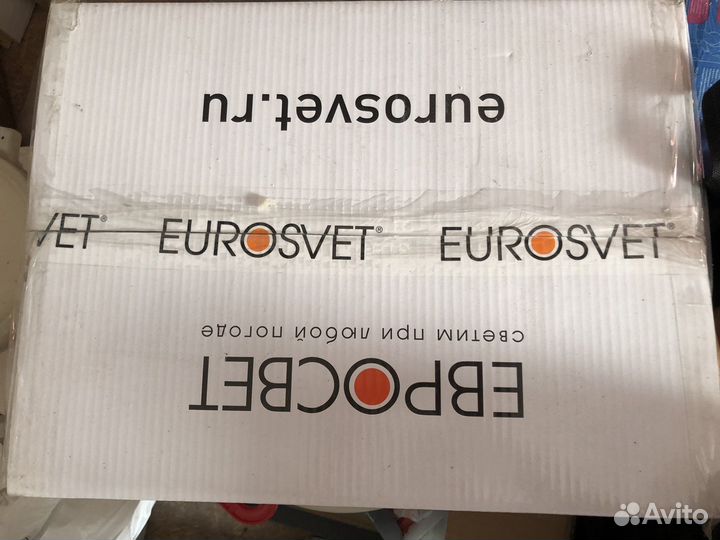 eurosvet.ru
VET® EUROSVET® EUROSVET®
светим при любой погоде
ЕВРОСВЕТ
Avito